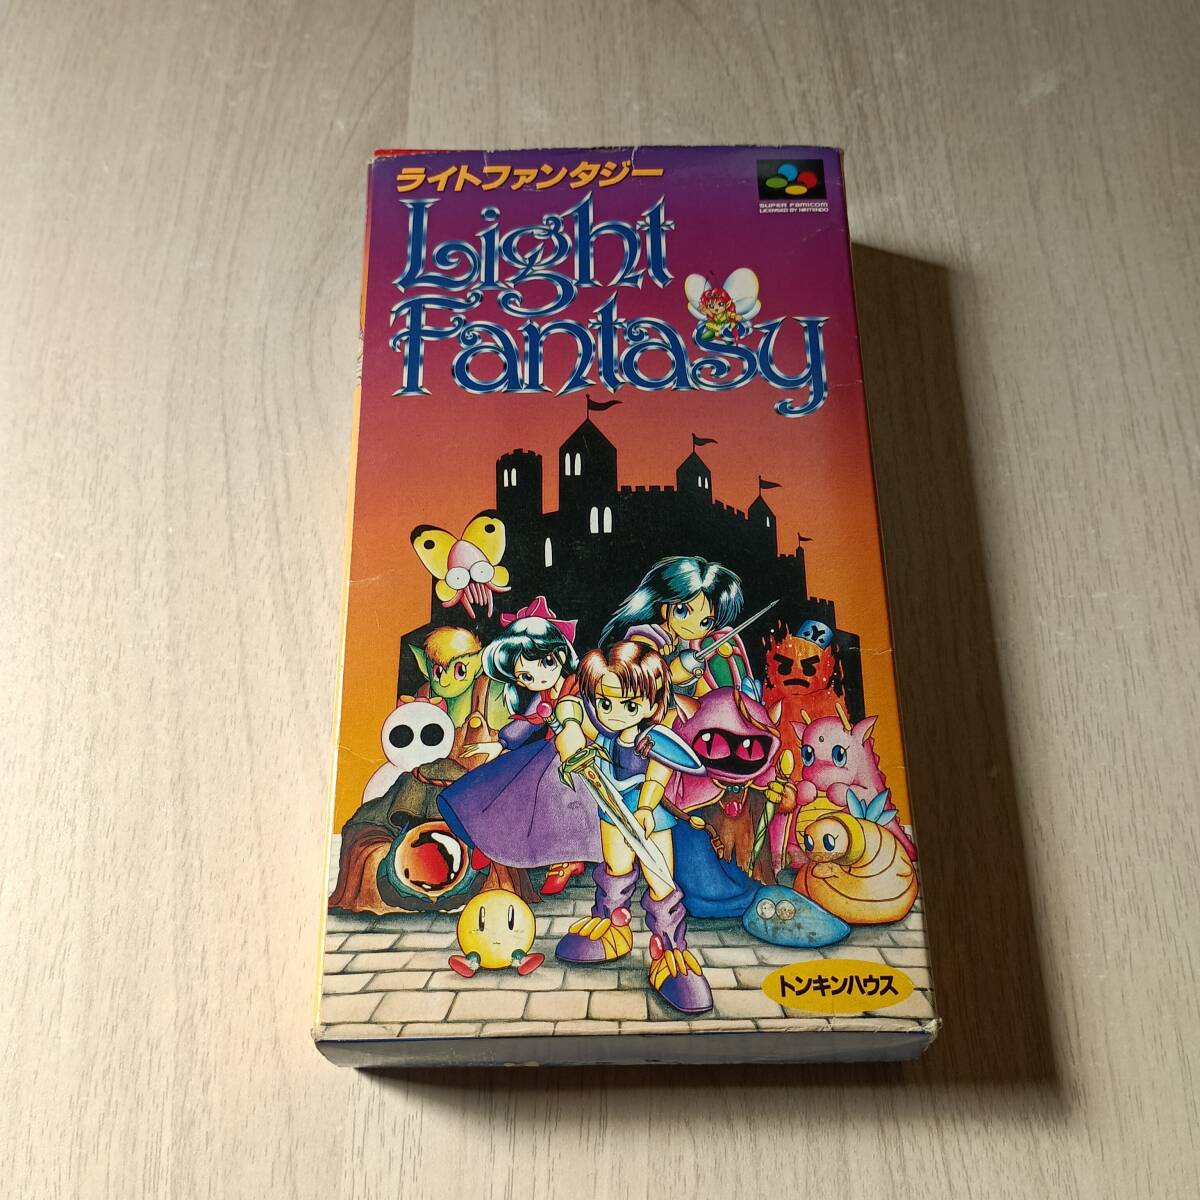 ライトファンタジー
Light
Fantasy
SUPER FAMICOM
LICENSED BY NINTENDO
Y
トンキンハウス